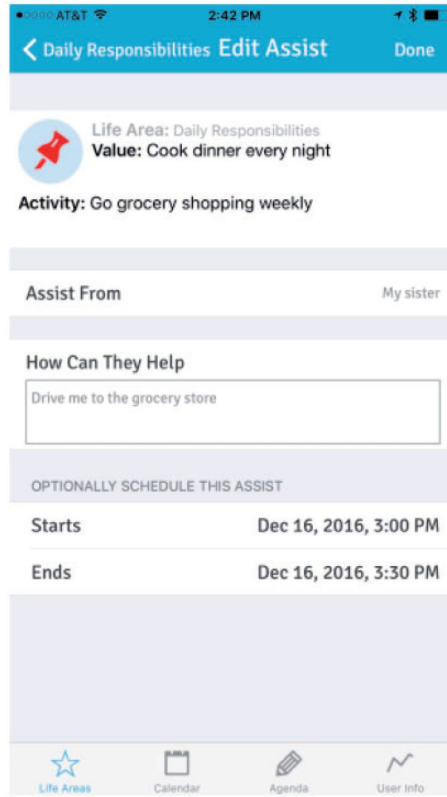 AT&T 2:42 PM
Daily Responsibilities Edit Assist Done
Life Area: Daily Responsibilities
Value: Cook dinner every night
Activity: Go grocery shopping weekly
Assist From My sister
How Can They Help
Drive me to the grocery store
OPTIONALLY SCHEDULE THIS ASSIST
Starts Dec 16, 2016, 3:00 PM
Ends Dec 16, 2016, 3:30 PM
Life Areas Calendar Agenda User Info